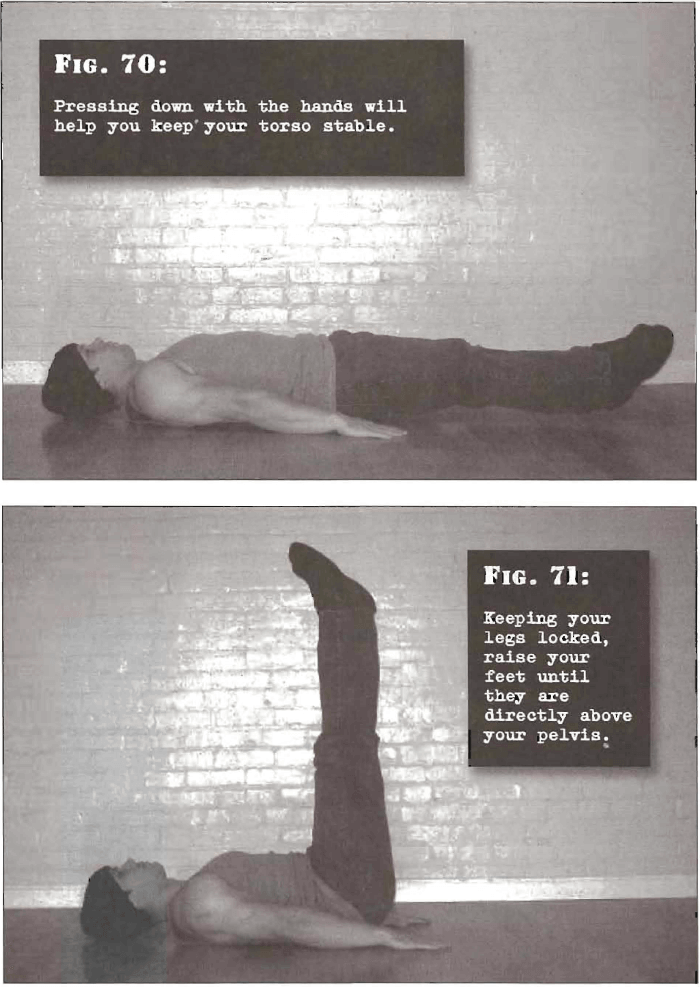 FIG. 70:
Pressing down with the hands will
help you keep your torso stable.
FIG. 71:
Keeping your
legs locked,
raise your
feet until
they are
directly above
your pelvis.